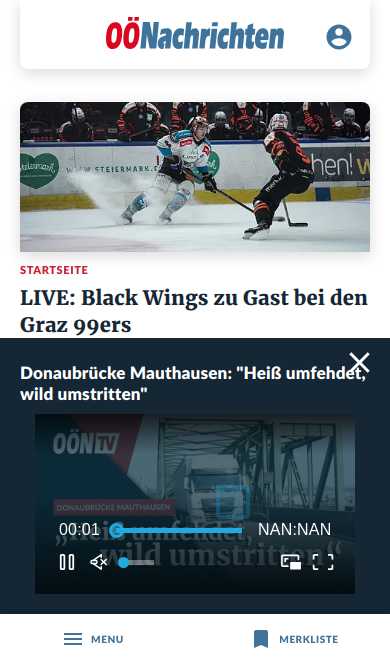 OÖNachrichten
WWW.STEIERMARK.
STARTSEITE
LIVE: Black Wings zu Gast bei den
Graz 99ers
Donaubrücke Mauthausen: "Heiß umfehdet,
wild umstritten"
OÖN TV
DONAUBRÜCKE MAUTHAUSEN
„Heiß umfehdet,
wild umstritten“
00:01
NAN:NAN
MENU
MERKLISTE